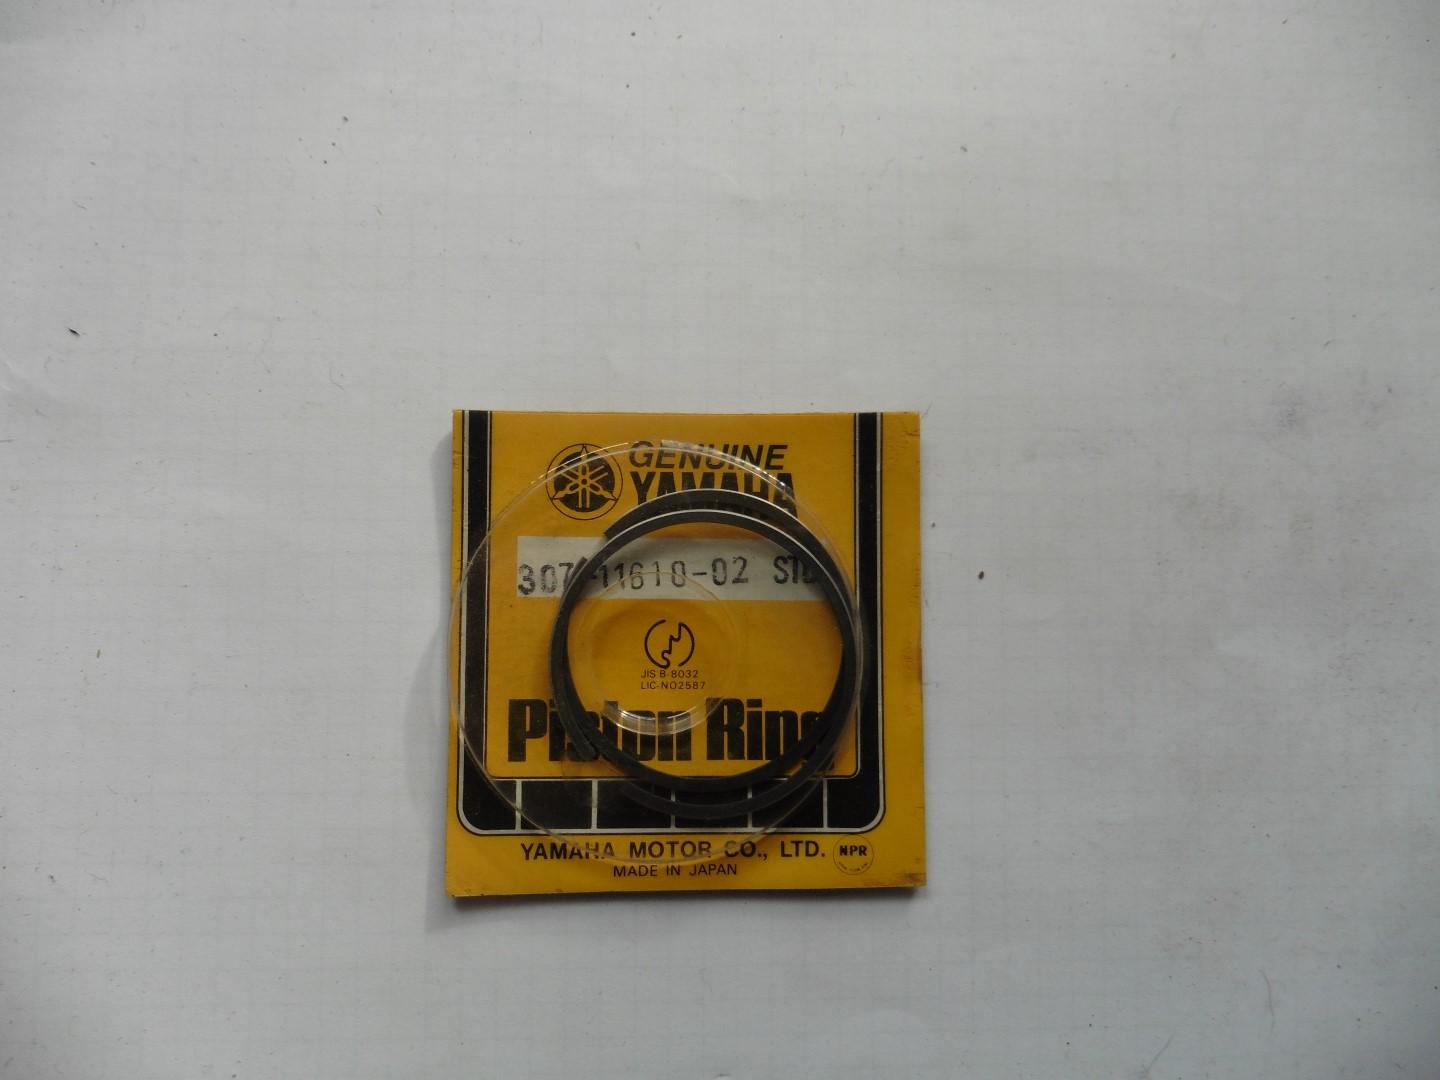 GENUINE
YAMAHA
307-11610-02 STD
JIS B-8032
LIC-NO2587
Piston Ring
YAMAHA MOTOR CO., LTD. NPR
MADE IN JAPAN